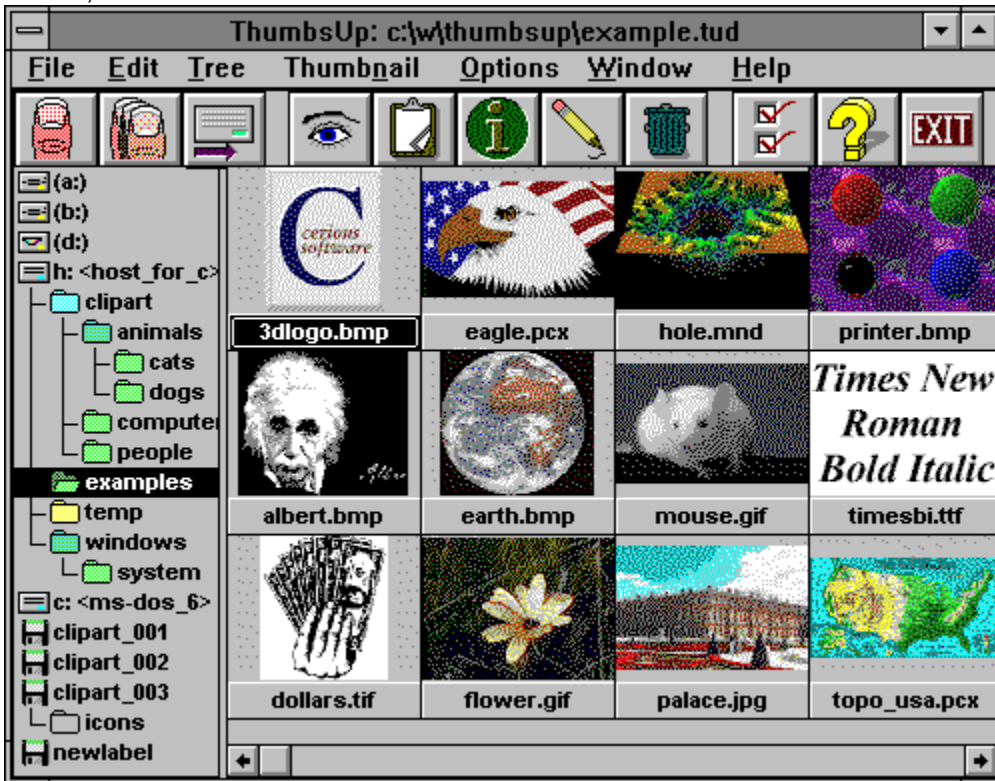 ThumbsUp: c:\w\thumbsup\example.tud
File Edit Tree Thumbnail Options Window Help
EXIT
(a:)
(b:)
(d:)
h: <host_for_c>
clipart
animals
cats
dogs
compute
people
examples
temp
windows
system
c: <ms-dos_6>
clipart_001
clipart_002
clipart_003
icons
newlabel
C
cerious
software
3dlogo.bmp eagle.pcx hole.mnd printer.bmp
Times New
Roman
Bold Italic
albert.bmp earth.bmp mouse.gif timesbi.ttf
dollars.tif flower.gif palace.jpg topo_usa.pcx